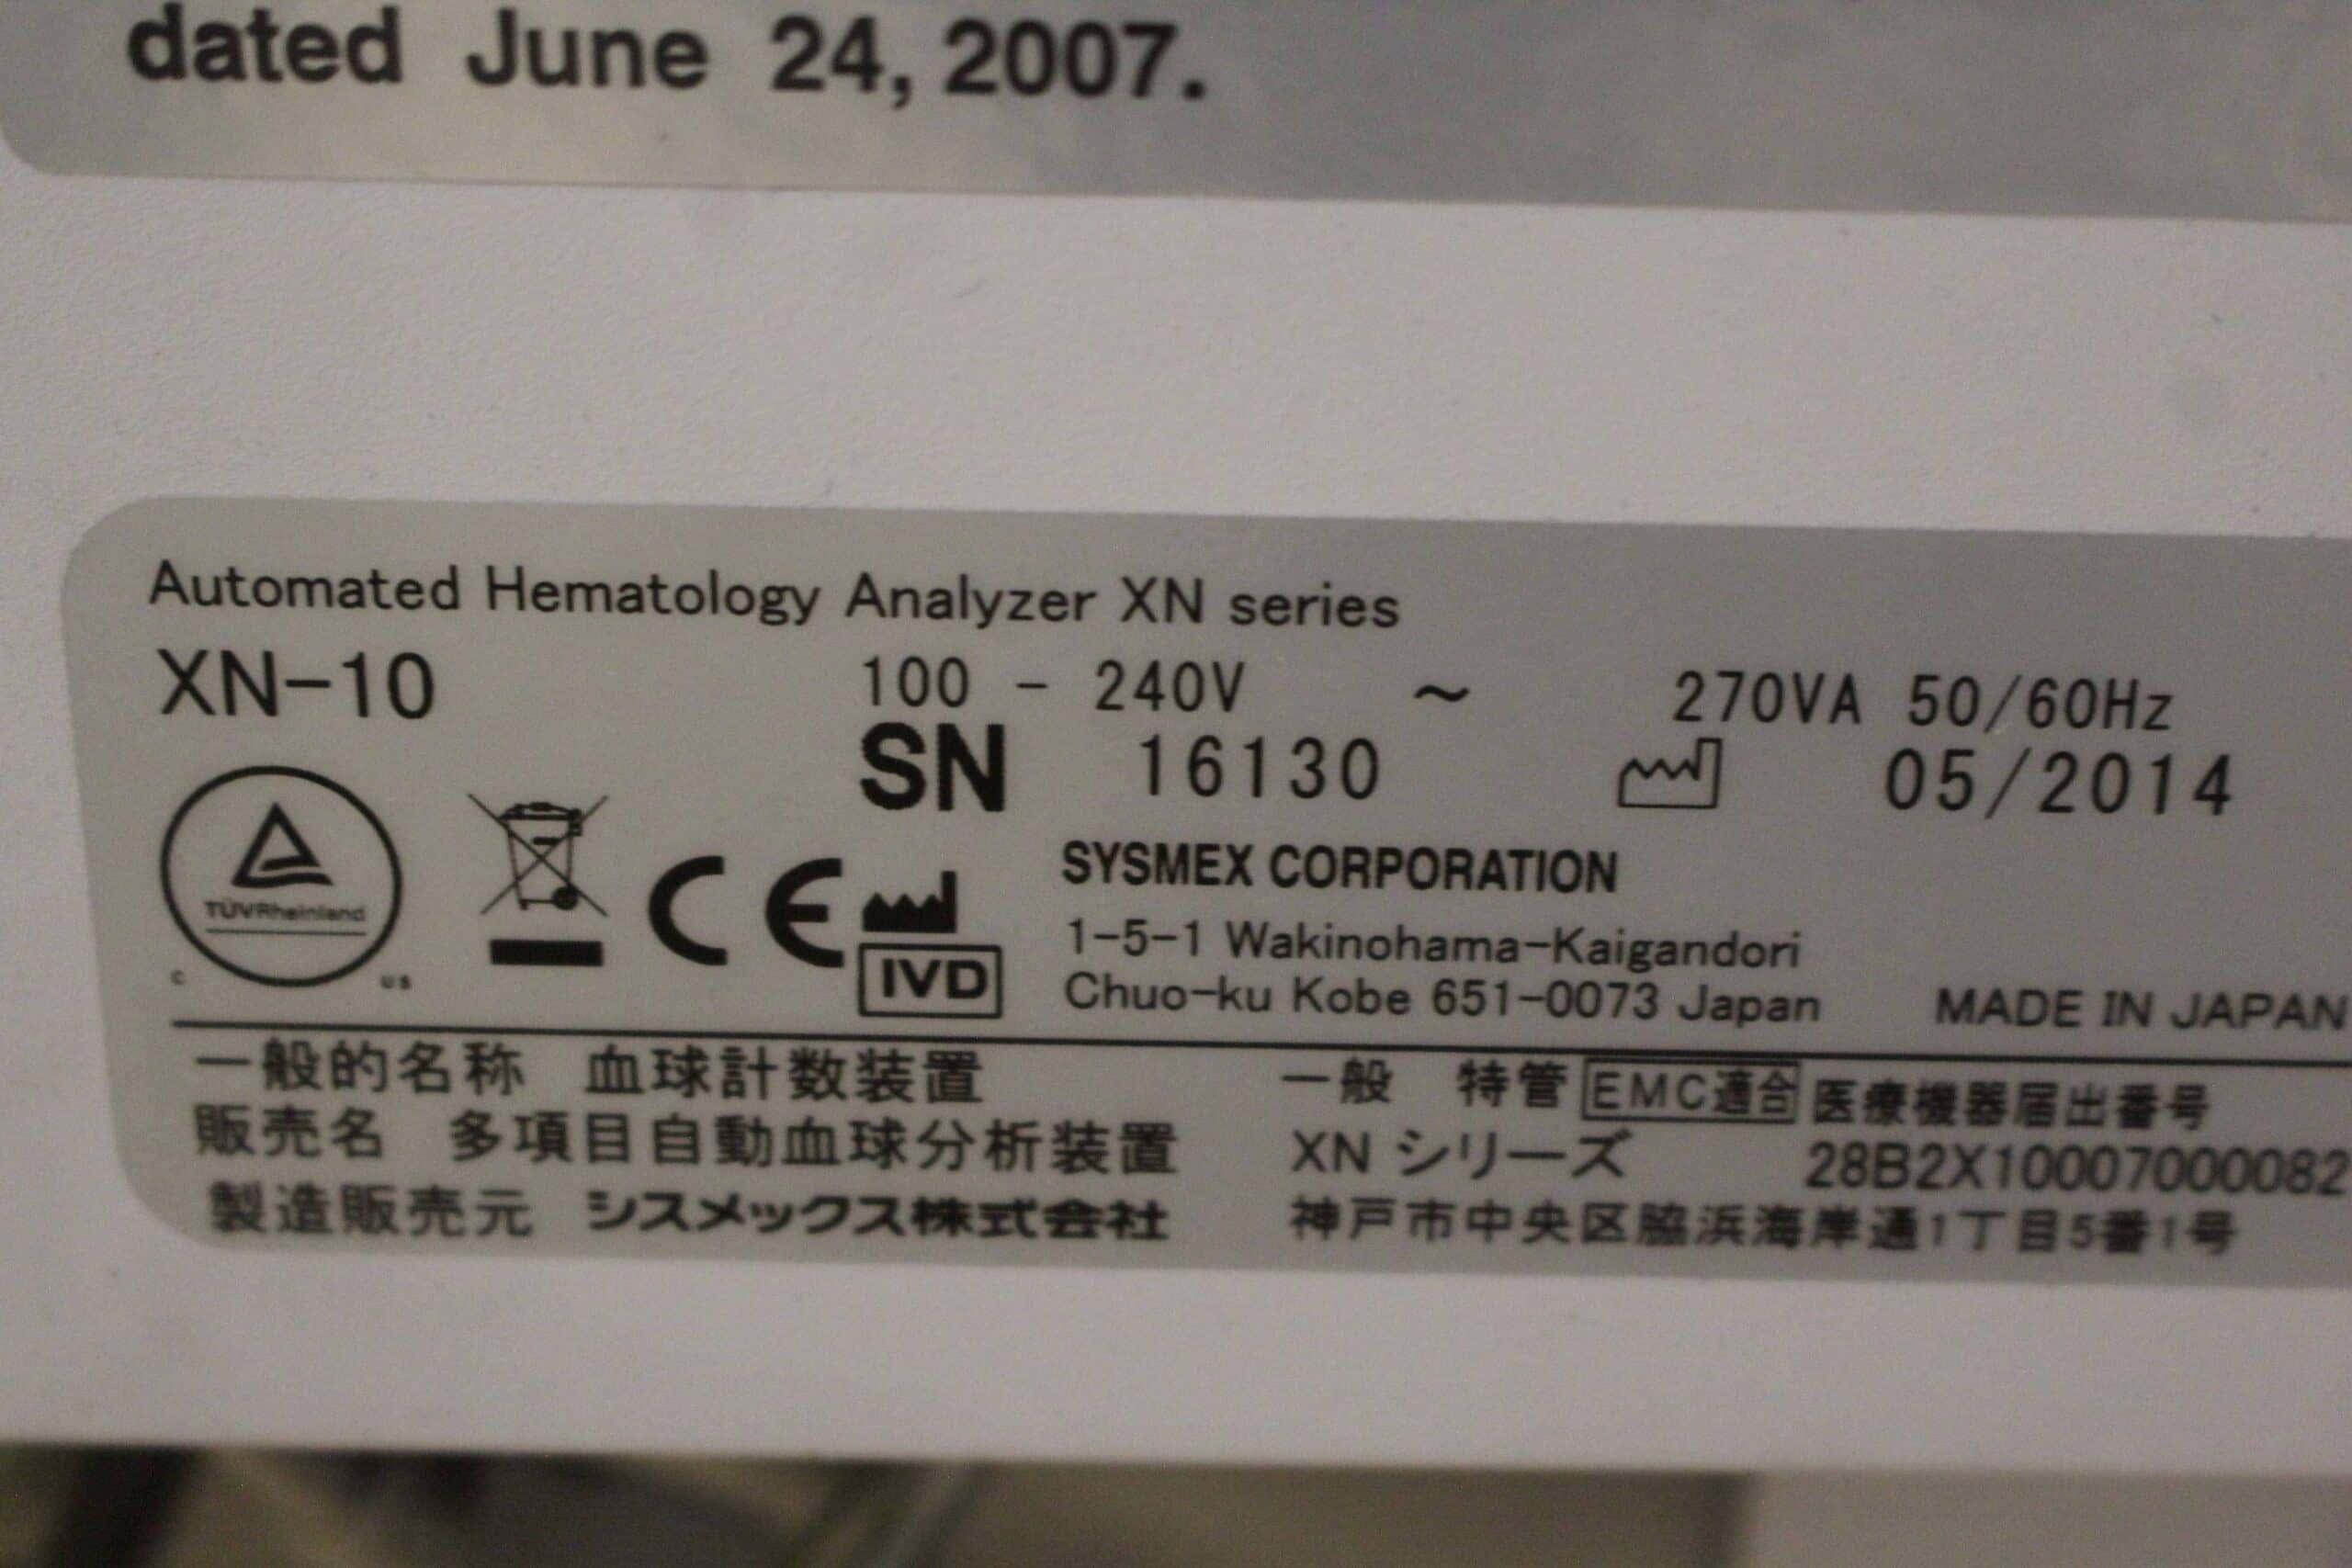 dated June 24, 2007.
Automated Hematology Analyzer XN series
XN-10
100 - 240V ~ 270VA 50/60Hz
SN 16130 05/2014
TÜVRheinland
C US
CE
IVD
SYSMEX CORPORATION
1-5-1 Wakinohama-Kaigandori
Chuo-ku Kobe 651-0073 Japan MADE IN JAPAN
一般的名称 血球計数装置 一般 特管 EMC適合 医療機器届出番号
販売名 多項目自動血球分析装置 XN シリーズ 28B2X10007000082
製造販売元 シスメックス株式会社 神戸市中央区脇浜海岸通1丁目5番1号